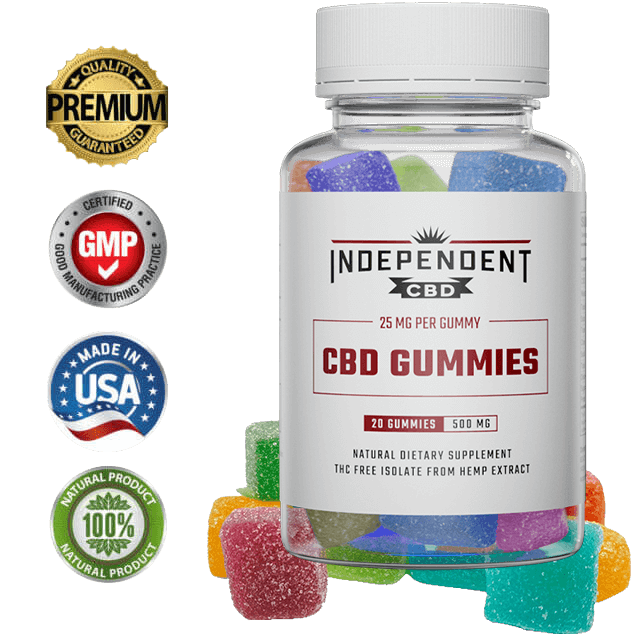 QUALITY
PREMIUM
GUARANTEED
CERTIFIED
GMP
GOOD MANUFACTURING PRACTICE
MADE IN
USA
NATURAL PRODUCT
100%
NATURAL PRODUCT
INDEPENDENT
CBD
25 MG PER GUMMY
CBD GUMMIES
20 GUMMIES 500 MG
NATURAL DIETARY SUPPLEMENT
THC FREE ISOLATE FROM HEMP EXTRACT